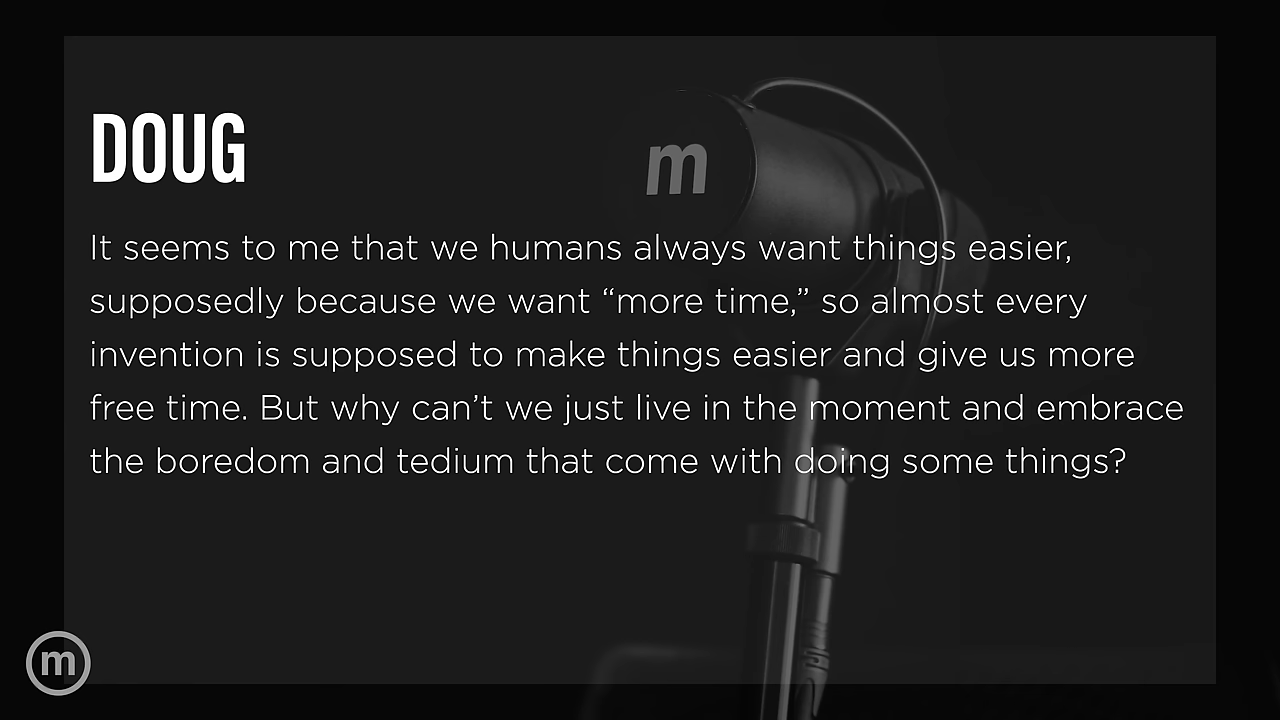 DOUG
m
It seems to me that we humans always want things easier,
supposedly because we want “more time,” so almost every
invention is supposed to make things easier and give us more
free time. But why can’t we just live in the moment and embrace
the boredom and tedium that come with doing some things?
m